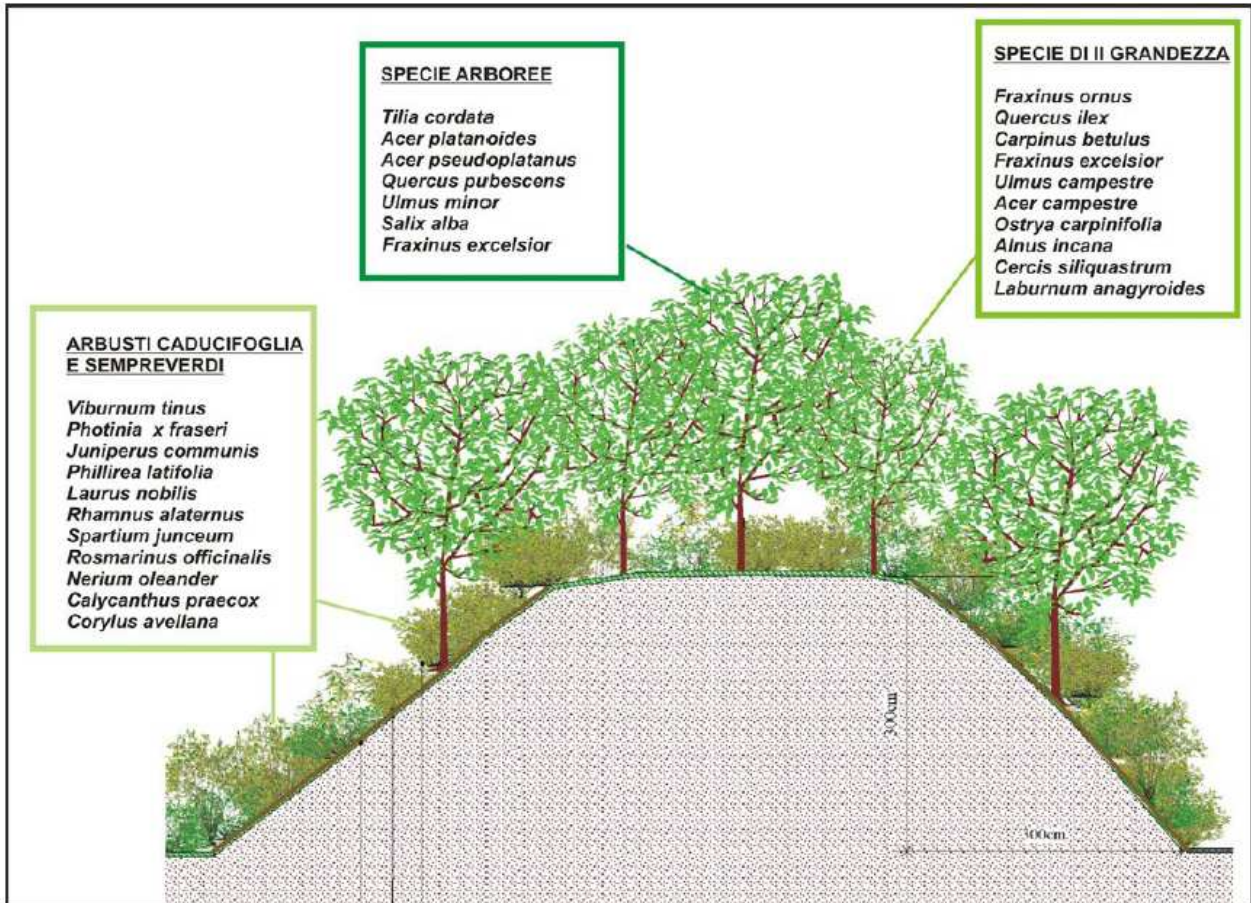 SPECIE ARBOREE
Tilia cordata
Acer platanoides
Acer pseudoplatanus
Quercus pubescens
Ulmus minor
Salix alba
Fraxinus excelsior
SPECIE DI II GRANDEZZA
Fraxinus ornus
Quercus ilex
Carpinus betulus
Fraxinus excelsior
Ulmus campestre
Acer campestre
Ostrya carpinifolia
Alnus incana
Cercis siliquastrum
Laburnum anagyroides
ARBUSTI CADUCIFOGLIA
E SEMPREVERDI
Viburnum tinus
Photinia x fraseri
Juniperus communis
Phillirea latifolia
Laurus nobilis
Rhamnus alaternus
Spartium junceum
Rosmarinus officinalis
Nerium oleander
Calycanthus praecox
Corylus avellana
300cm
300cm